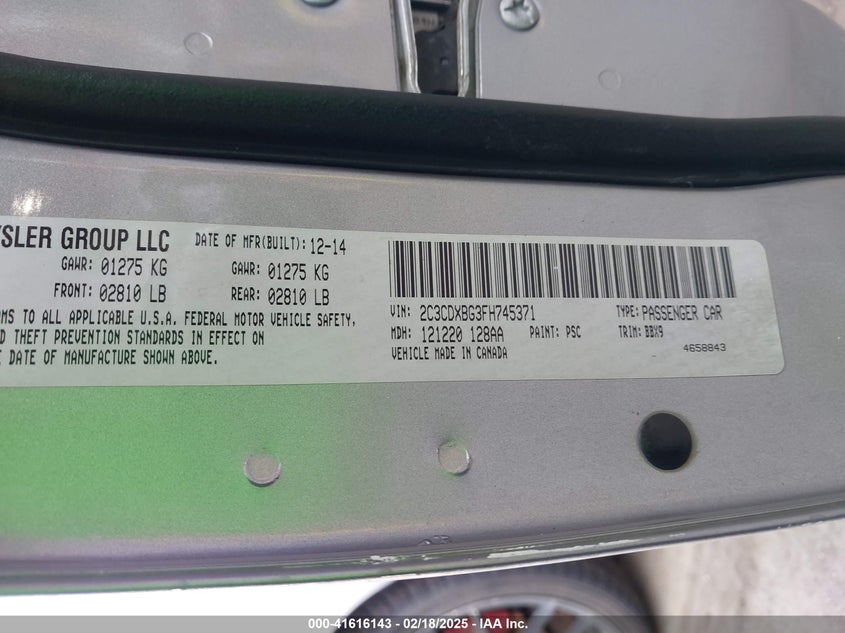 SLER GROUP LLC
DATE OF MFR(BUILT): 12-14
GAWR: 01275 KG
GAWR: 01275 KG
FRONT: 02810 LB
REAR: 02810 LB
MS TO ALL APPLICABLE U.S.A. FEDERAL MOTOR VEHICLE SAFETY,
D THEFT PREVENTION STANDARDS IN EFFECT ON
DATE OF MANUFACTURE SHOWN ABOVE.
VIN: 2C3CDXBG3FH745371
TYPE: PASSENGER CAR
MDH: 121220 128AA
PAINT: PSC
TRIM: BBX9
VEHICLE MADE IN CANADA
4658843
000-41616143 - 02/18/2025 - IAA Inc.